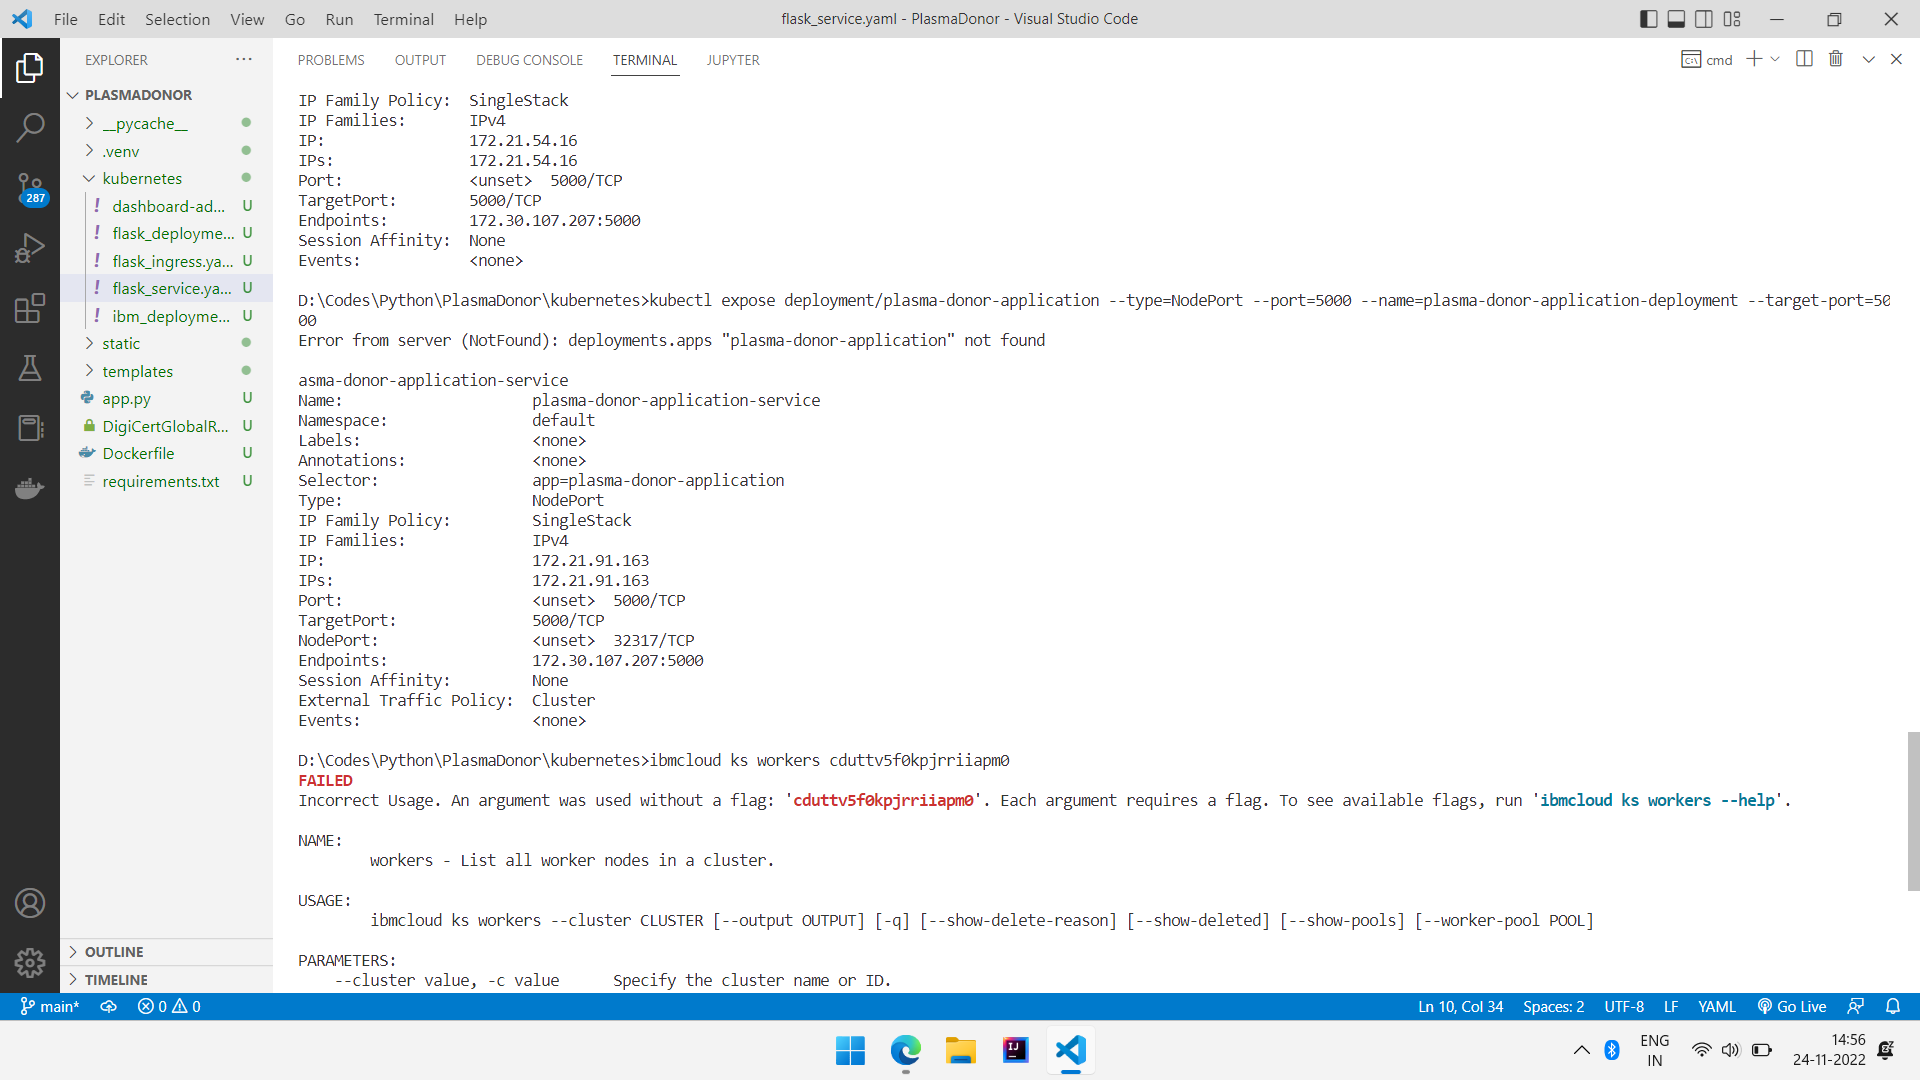 File Edit Selection View Go Run Terminal Help
flask_service.yaml - PlasmaDonor - Visual Studio Code
EXPLORER
PLASMADONOR
__pycache__
.venv
kubernetes
! dashboard-ad... U
! flask_deployme... U
! flask_ingress.ya... U
! flask_service.ya... U
! ibm_deployme... U
static
templates
app.py U
DigiCertGlobalR... U
Dockerfile U
requirements.txt U
OUTLINE
TIMELINE
287
PROBLEMS OUTPUT DEBUG CONSOLE TERMINAL JUPYTER
cmd
IP Family Policy: SingleStack
IP Families: IPv4
IP: 172.21.54.16
IPs: 172.21.54.16
Port: <unset> 5000/TCP
TargetPort: 5000/TCP
Endpoints: 172.30.107.207:5000
Session Affinity: None
Events: <none>
D:\Codes\Python\PlasmaDonor\kubernetes>kubectl expose deployment/plasma-donor-application --type=NodePort --port=5000 --name=plasma-donor-application-deployment --target-port=50
00
Error from server (NotFound): deployments.apps "plasma-donor-application" not found
asma-donor-application-service
Name: plasma-donor-application-service
Namespace: default
Labels: <none>
Annotations: <none>
Selector: app=plasma-donor-application
Type: NodePort
IP Family Policy: SingleStack
IP Families: IPv4
IP: 172.21.91.163
IPs: 172.21.91.163
Port: <unset> 5000/TCP
TargetPort: 5000/TCP
NodePort: <unset> 32317/TCP
Endpoints: 172.30.107.207:5000
Session Affinity: None
External Traffic Policy: Cluster
Events: <none>
D:\Codes\Python\PlasmaDonor\kubernetes>ibmcloud ks workers cduttv5f0kpjrriiapm0
FAILED
Incorrect Usage. An argument was used without a flag: 'cduttv5f0kpjrriiapm0'. Each argument requires a flag. To see available flags, run 'ibmcloud ks workers --help'.
NAME:
workers - List all worker nodes in a cluster.
USAGE:
ibmcloud ks workers --cluster CLUSTER [--output OUTPUT] [-q] [--show-delete-reason] [--show-deleted] [--show-pools] [--worker-pool POOL]
PARAMETERS:
--cluster value, -c value Specify the cluster name or ID.
main* 0 0
Ln 10, Col 34 Spaces: 2 UTF-8 LF YAML Go Live
IJ
ENG
IN
14:56
24-11-2022